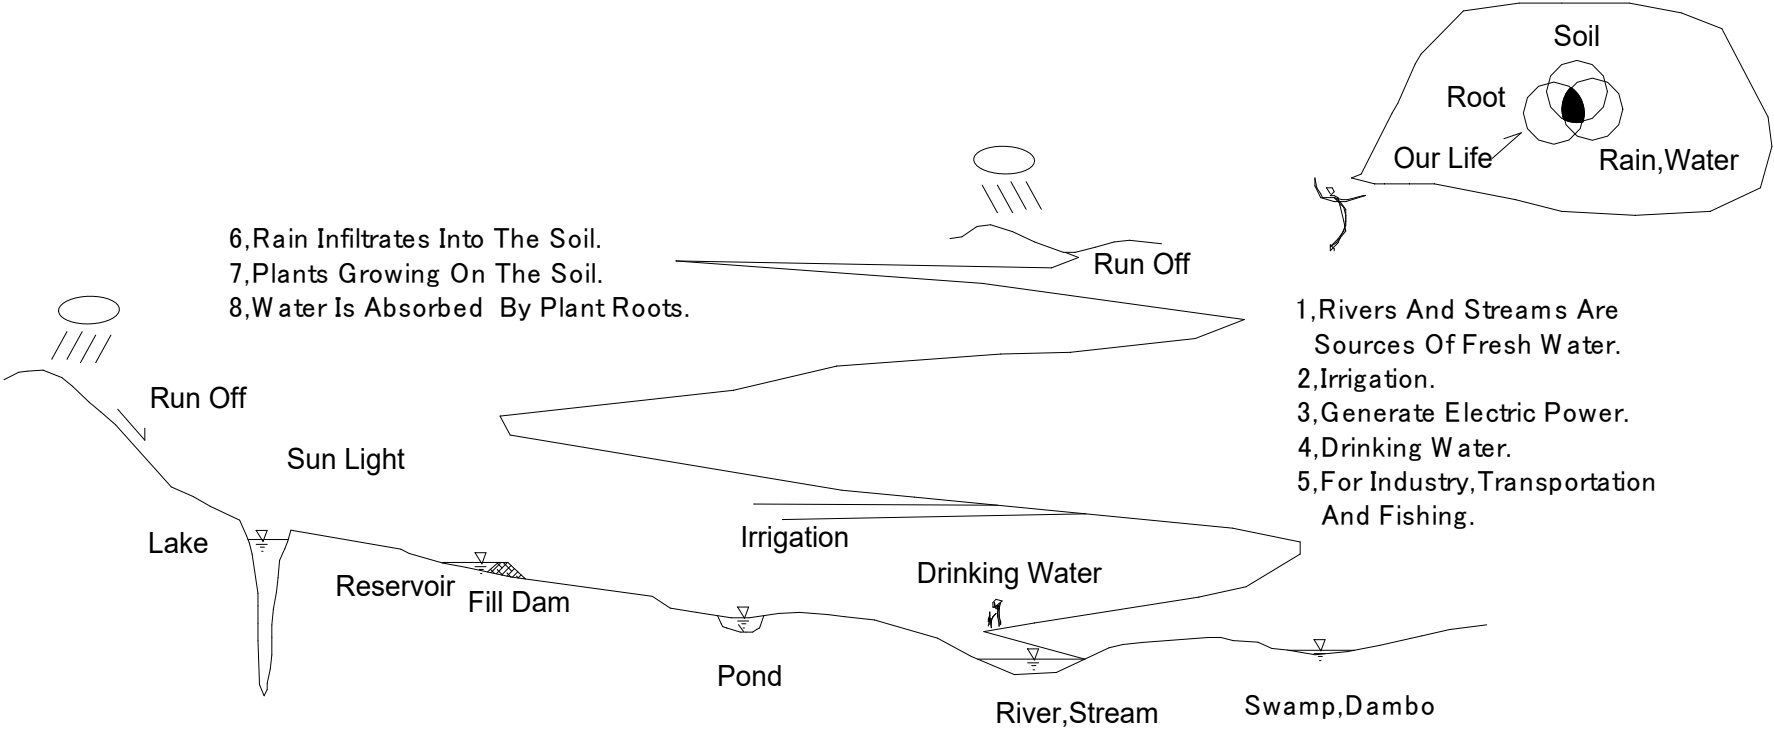 Soil
Root
Our Life
Rain,Water
6,Rain Infiltrates Into The Soil.
7,Plants Growing On The Soil.
8,Water Is Absorbed By Plant Roots.
Run Off
1,Rivers And Streams Are
Sources Of Fresh Water.
2,Irrigation.
3,Generate Electric Power.
4,Drinking Water.
5,For Industry,Transportation
And Fishing.
Run Off
Sun Light
Lake
Irrigation
Reservoir
Fill Dam
Drinking Water
Pond
River,Stream
Swamp,Dambo